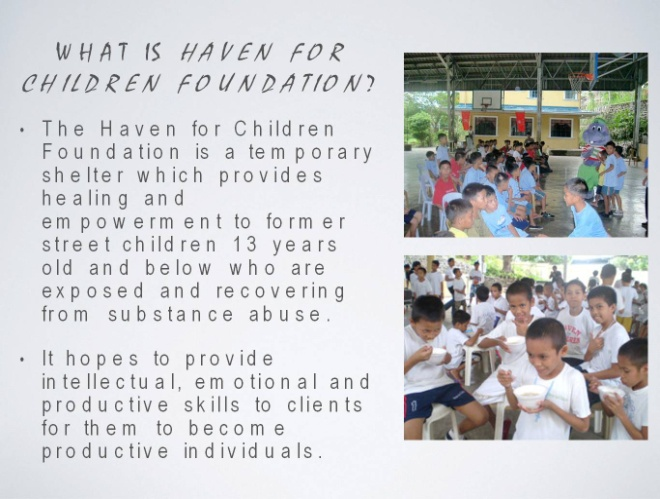 WHAT IS HAVEN FOR
CHILDREN FOUNDATION?
• The Haven for Children
Foundation is a temporary
shelter which provides
healing and
empowerment to former
street children 13 years
old and below who are
exposed and recovering
from substance abuse.
• It hopes to provide
intellectual, emotional and
productive skills to clients
for them to become
productive individuals.